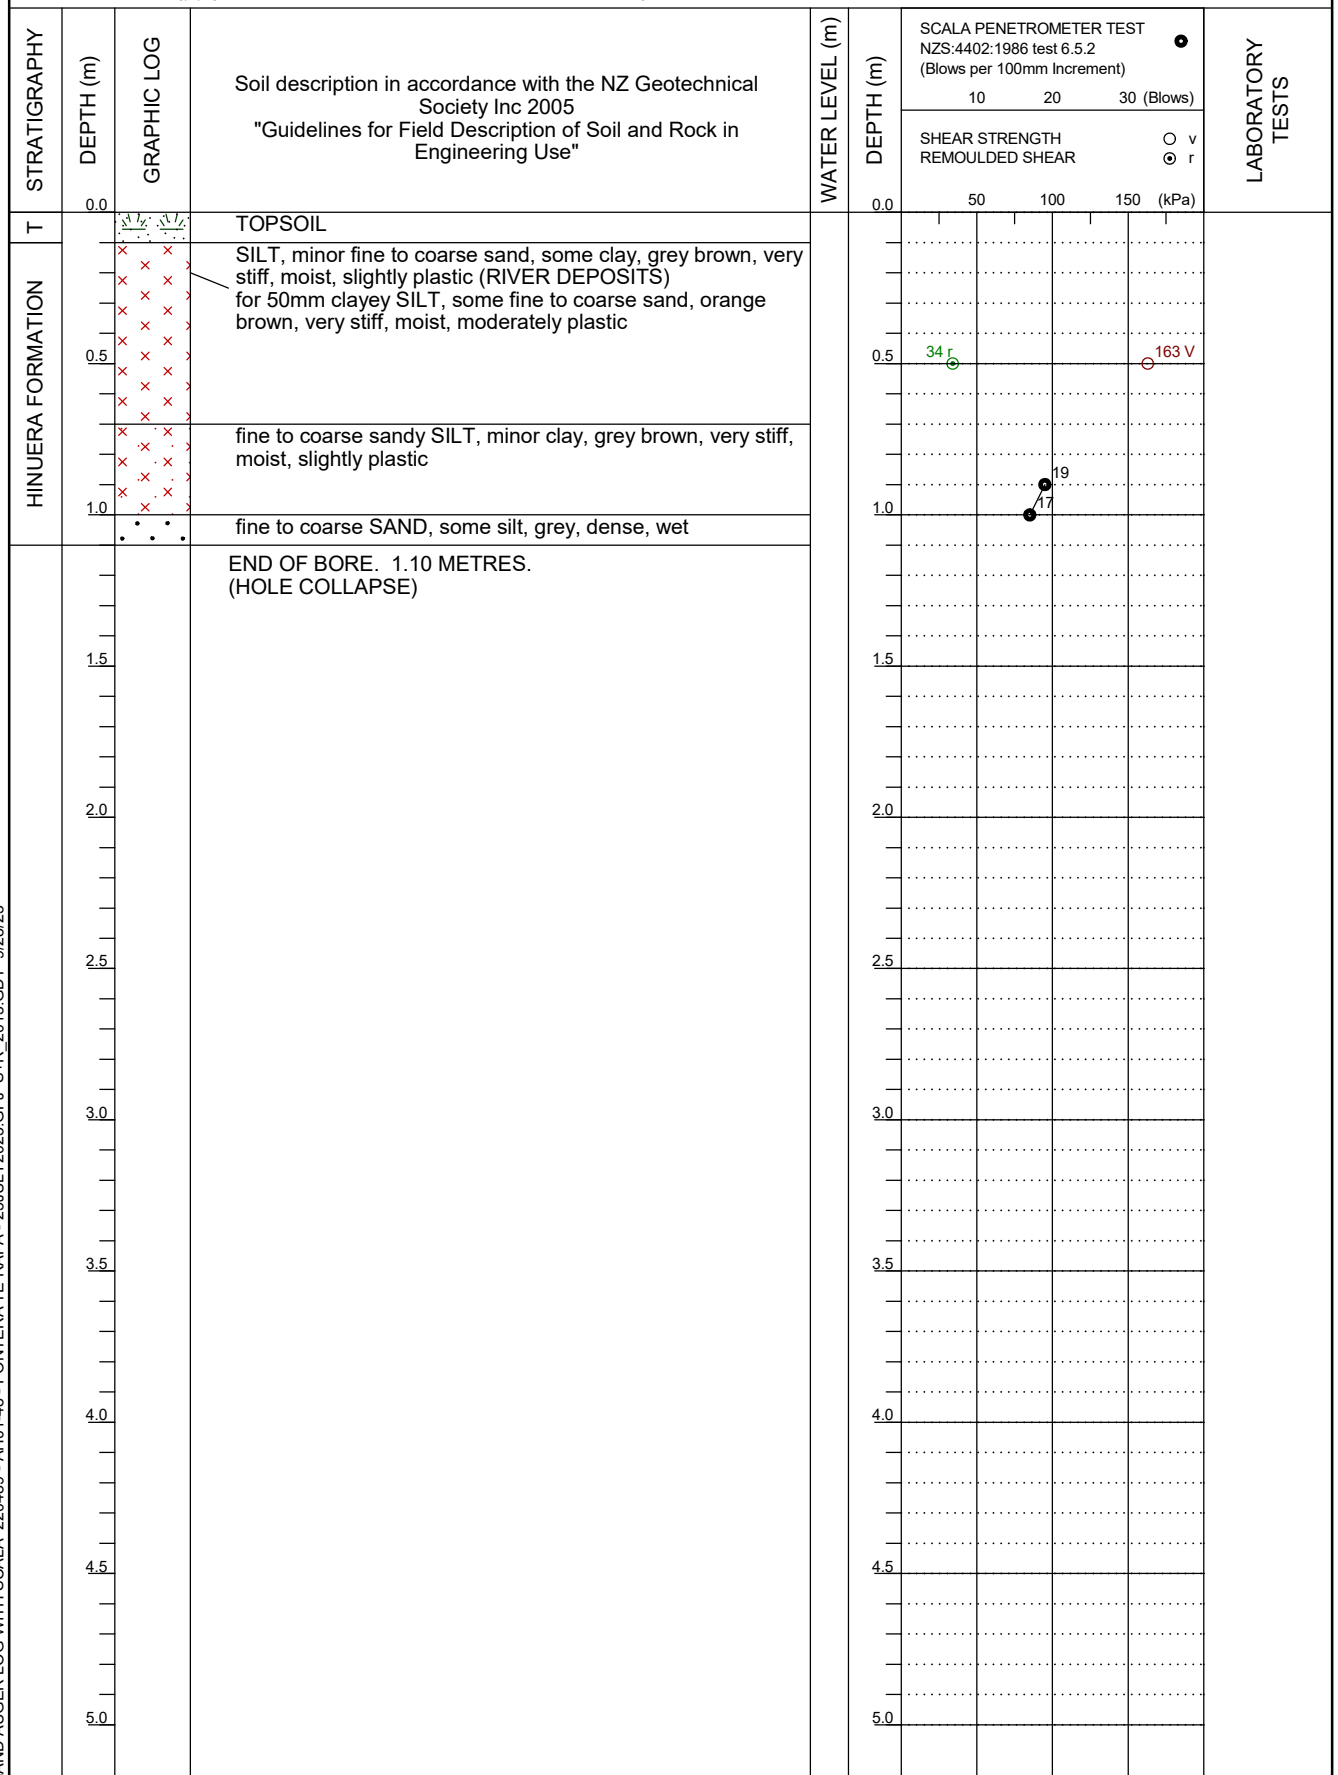 STRATIGRAPHY
DEPTH (m)
GRAPHIC LOG
Soil description in accordance with the NZ Geotechnical
Society Inc 2005
"Guidelines for Field Description of Soil and Rock in
Engineering Use"
WATER LEVEL (m)
DEPTH (m)
SCALA PENETROMETER TEST
NZS:4402:1986 test 6.5.2
(Blows per 100mm Increment)
10 20 30 (Blows)
SHEAR STRENGTH v
REMOULDED SHEAR r
50 100 150 (kPa)
LABORATORY
TESTS
0.0 0.0
T
TOPSOIL
HINUERA FORMATION
SILT, minor fine to coarse sand, some clay, grey brown, very
stiff, moist, slightly plastic (RIVER DEPOSITS)
for 50mm clayey SILT, some fine to coarse sand, orange
brown, very stiff, moist, moderately plastic
0.5 0.5 34 r 163 V
fine to coarse sandy SILT, minor clay, grey brown, very stiff,
moist, slightly plastic
19
17
1.0 1.0
fine to coarse SAND, some silt, grey, dense, wet
END OF BORE. 1.10 METRES.
(HOLE COLLAPSE)
1.5 1.5
2.0 2.0
2.5 2.5
3.0 3.0
3.5 3.5
4.0 4.0
4.5 4.5
5.0 5.0